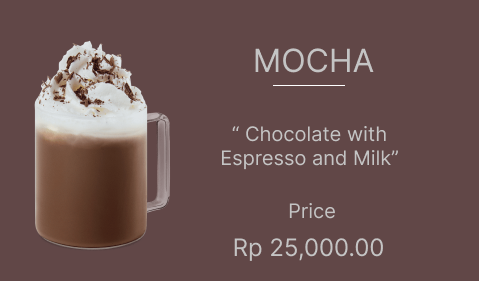 MOCHA
“ Chocolate with
Espresso and Milk”
Price
Rp 25,000.00